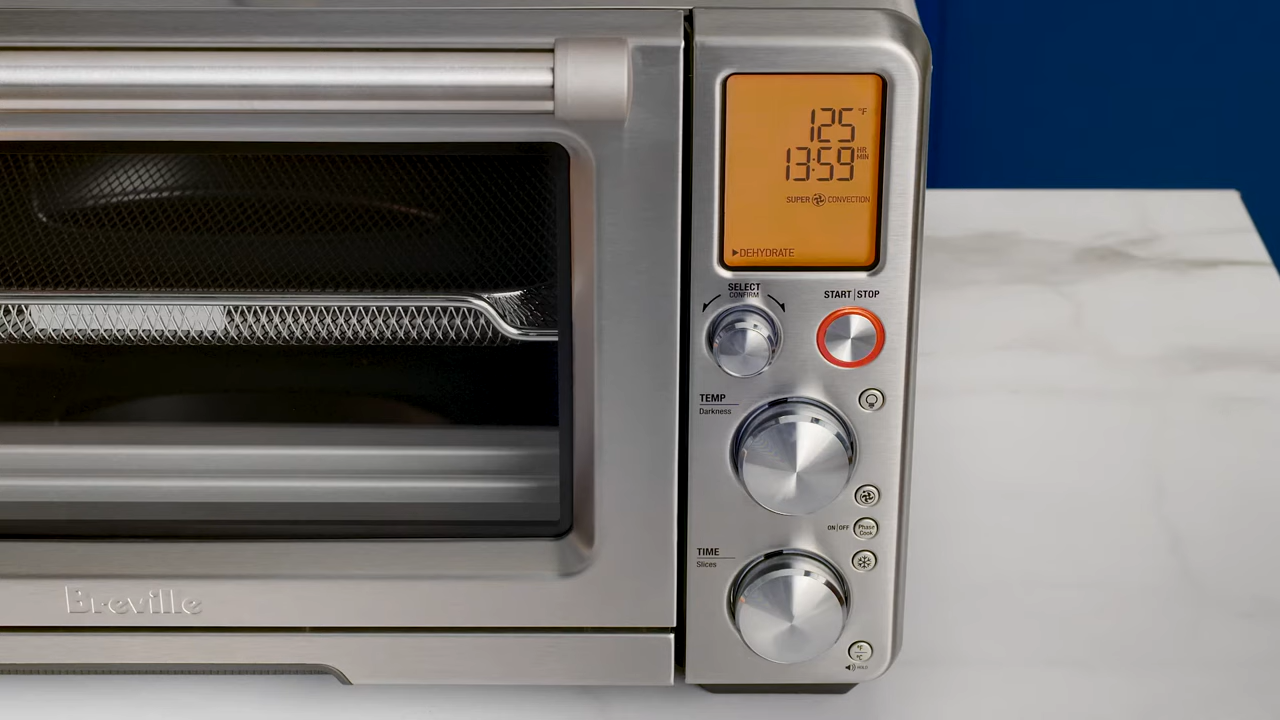 125 °F
13:59 HR MIN
SUPER CONVECTION
▶DEHYDRATE
SELECT
CONFIRM
START|STOP
TEMP
Darkness
ON|OFF
Phase
Cook
TIME
Slices
Breville
°F
°C